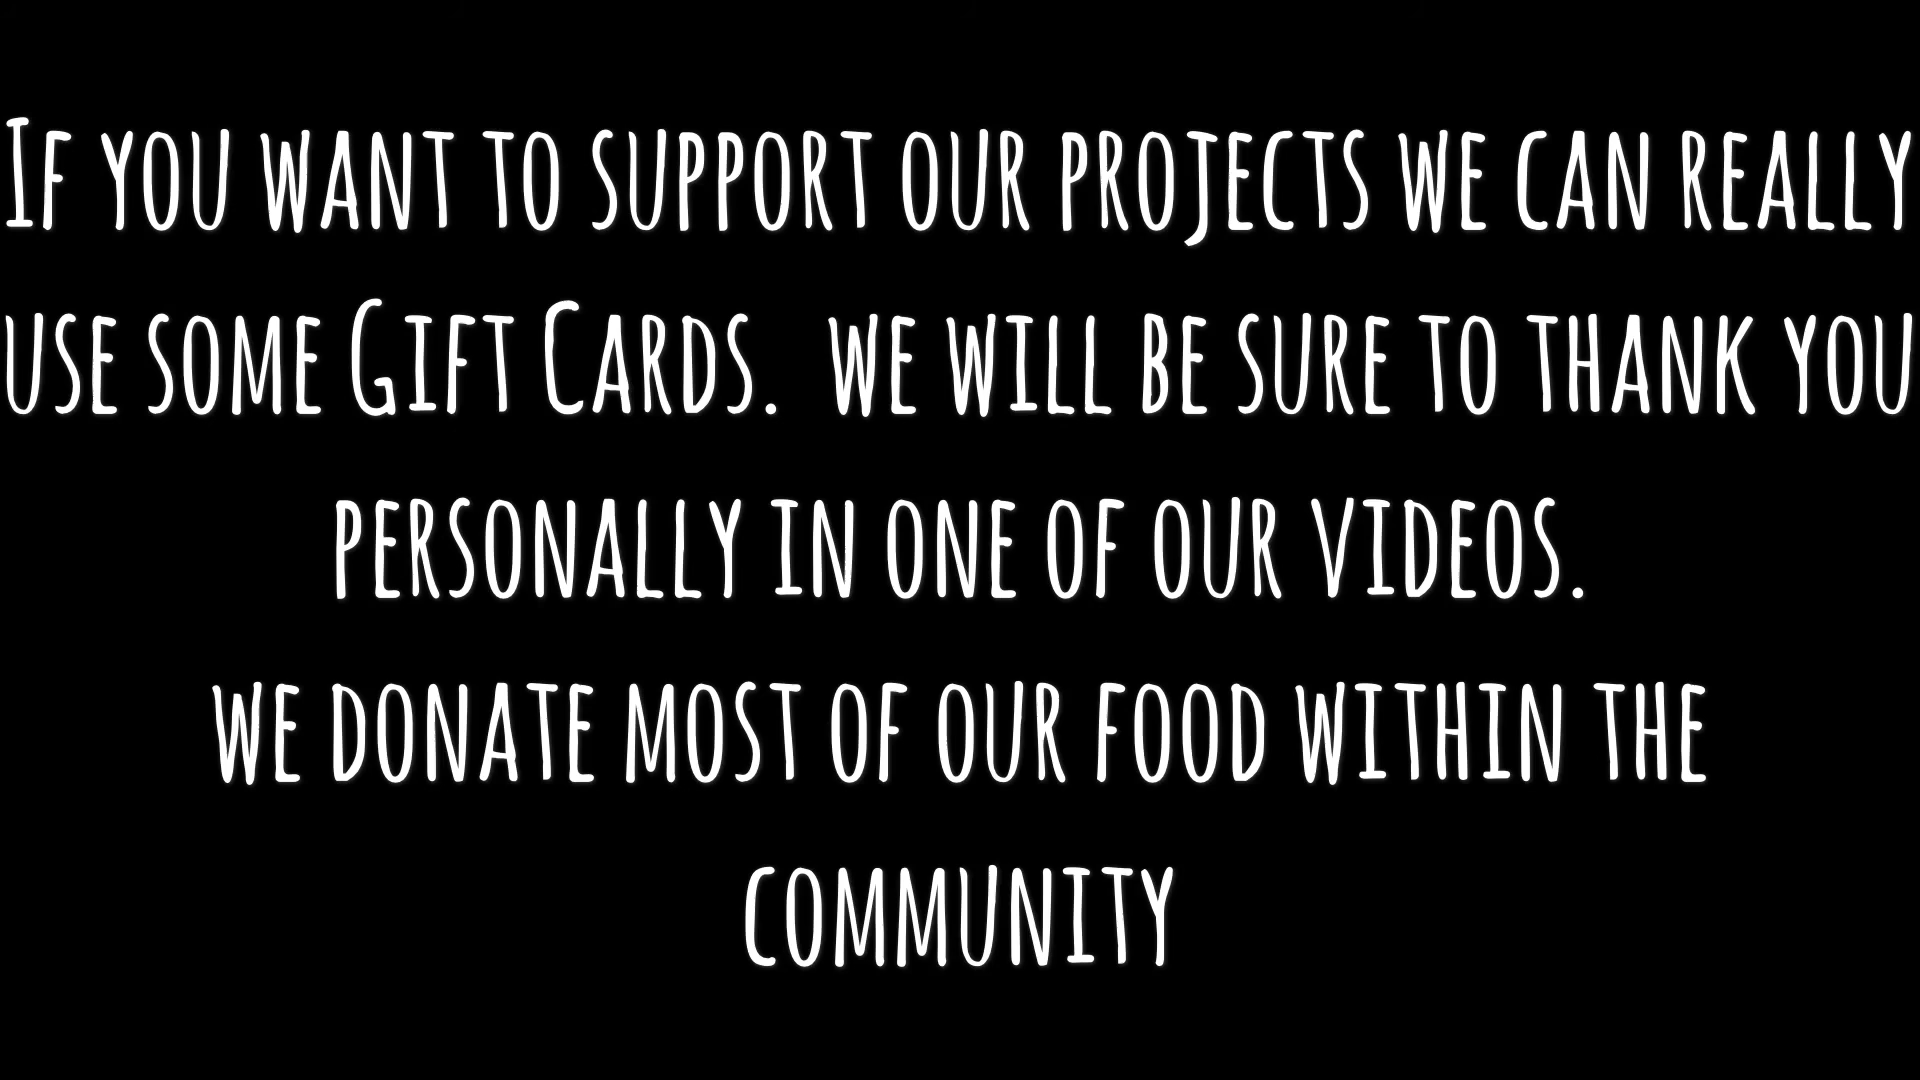 If you want to support our projects we can really
use some Gift Cards.  we will be sure to thank you
personally in one of our videos.
we donate most of our food within the
community